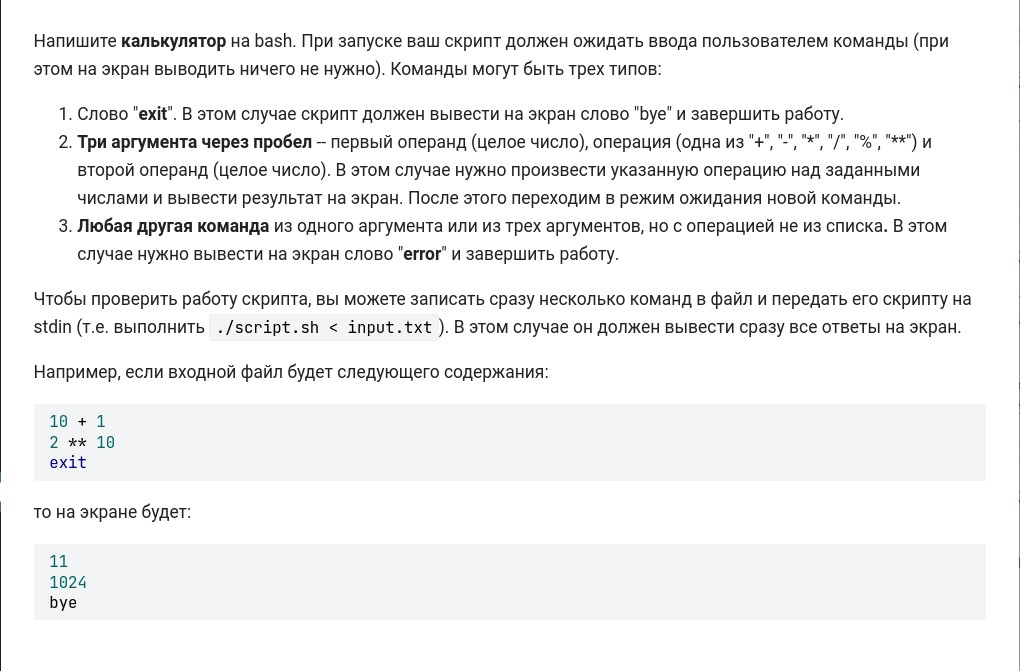 Напишите калькулятор на bash. При запуске ваш скрипт должен ожидать ввода пользователем команды (при
этом на экран выводить ничего не нужно). Команды могут быть трех типов:
1. Слово "exit". В этом случае скрипт должен вывести на экран слово "bye" и завершить работу.
2. Три аргумента через пробел -- первый операнд (целое число), операция (одна из "+", "-", "*", "/", "%", "**") и
второй операнд (целое число). В этом случае нужно произвести указанную операцию над заданными
числами и вывести результат на экран. После этого переходим в режим ожидания новой команды.
3. Любая другая команда из одного аргумента или из трех аргументов, но с операцией не из списка. В этом
случае нужно вывести на экран слово "error" и завершить работу.
Чтобы проверить работу скрипта, вы можете записать сразу несколько команд в файл и передать его скрипту на
stdin (т.е. выполнить ./script.sh < input.txt ). В этом случае он должен вывести сразу все ответы на экран.
Например, если входной файл будет следующего содержания:
10 + 1
2 ** 10
exit
то на экране будет:
11
1024
bye